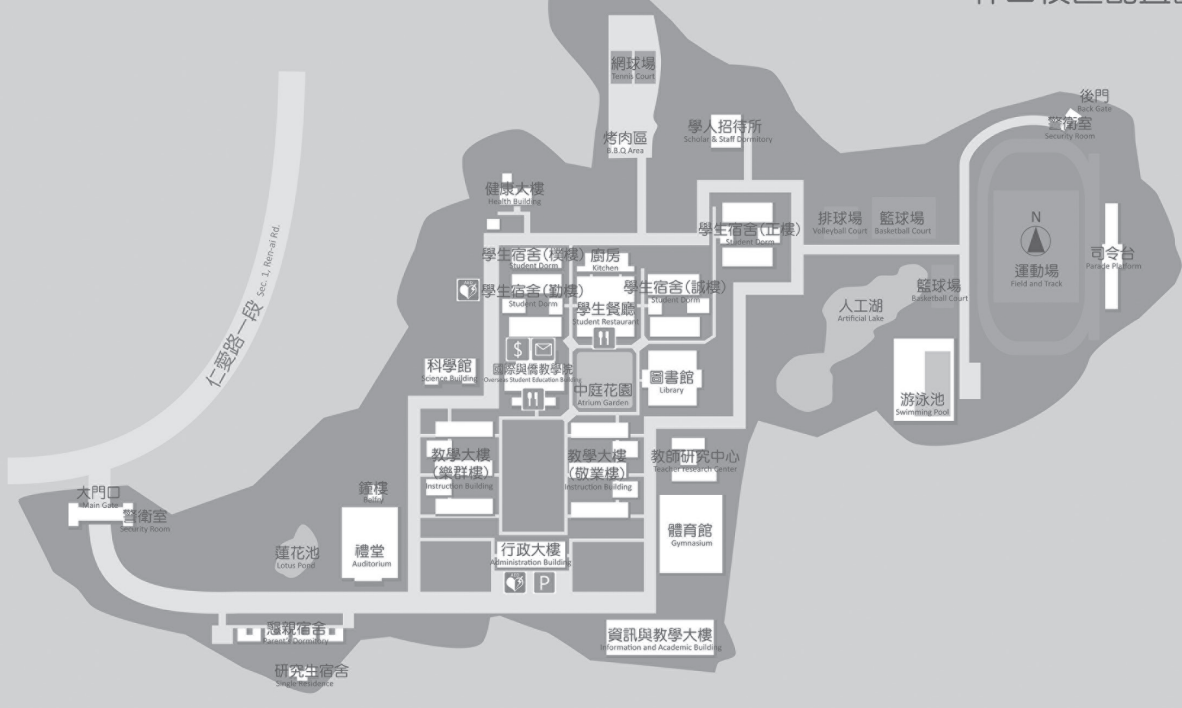 網球場
Tennis Court
後門
Back Gate
警衛室
Security Room
學人招待所
Scholar & Staff Dormitory
烤肉區
B.B.Q Area
健康大樓
Health Building
學生宿舍(正樓)
Student Dorm
排球場
Volleyball Court
籃球場
Basketball Court
N
運動場
Field and Track
司令台
Parade Platform
仁愛路一段 Sec. 1, Ren-ai Rd.
學生宿舍(樸樓)
Student Dorm
廚房
Kitchen
學生宿舍(勤樓)
Student Dorm
學生宿舍(誠樓)
Student Dorm
學生餐廳
Student Restaurant
人工湖
Artificial Lake
籃球場
Basketball Court
$
科學館
Science Building
國際與僑教學院
Overseas Student Education Building
中庭花園
Atrium Garden
圖書館
Library
游泳池
Swimming Pool
教學大樓
(樂群樓)
Instruction Building
教學大樓
(敬業樓)
Instruction Building
教師研究中心
Teacher research Center
大門口
Main Gate
警衛室
Security Room
鐘樓
Belfry
蓮花池
Lotus Pond
禮堂
Auditorium
行政大樓
Administration Building
P
體育館
Gymnasium
懇親宿舍
Parent's Dormitory
資訊與教學大樓
Information and Academic Building
研究生宿舍
Single Residence